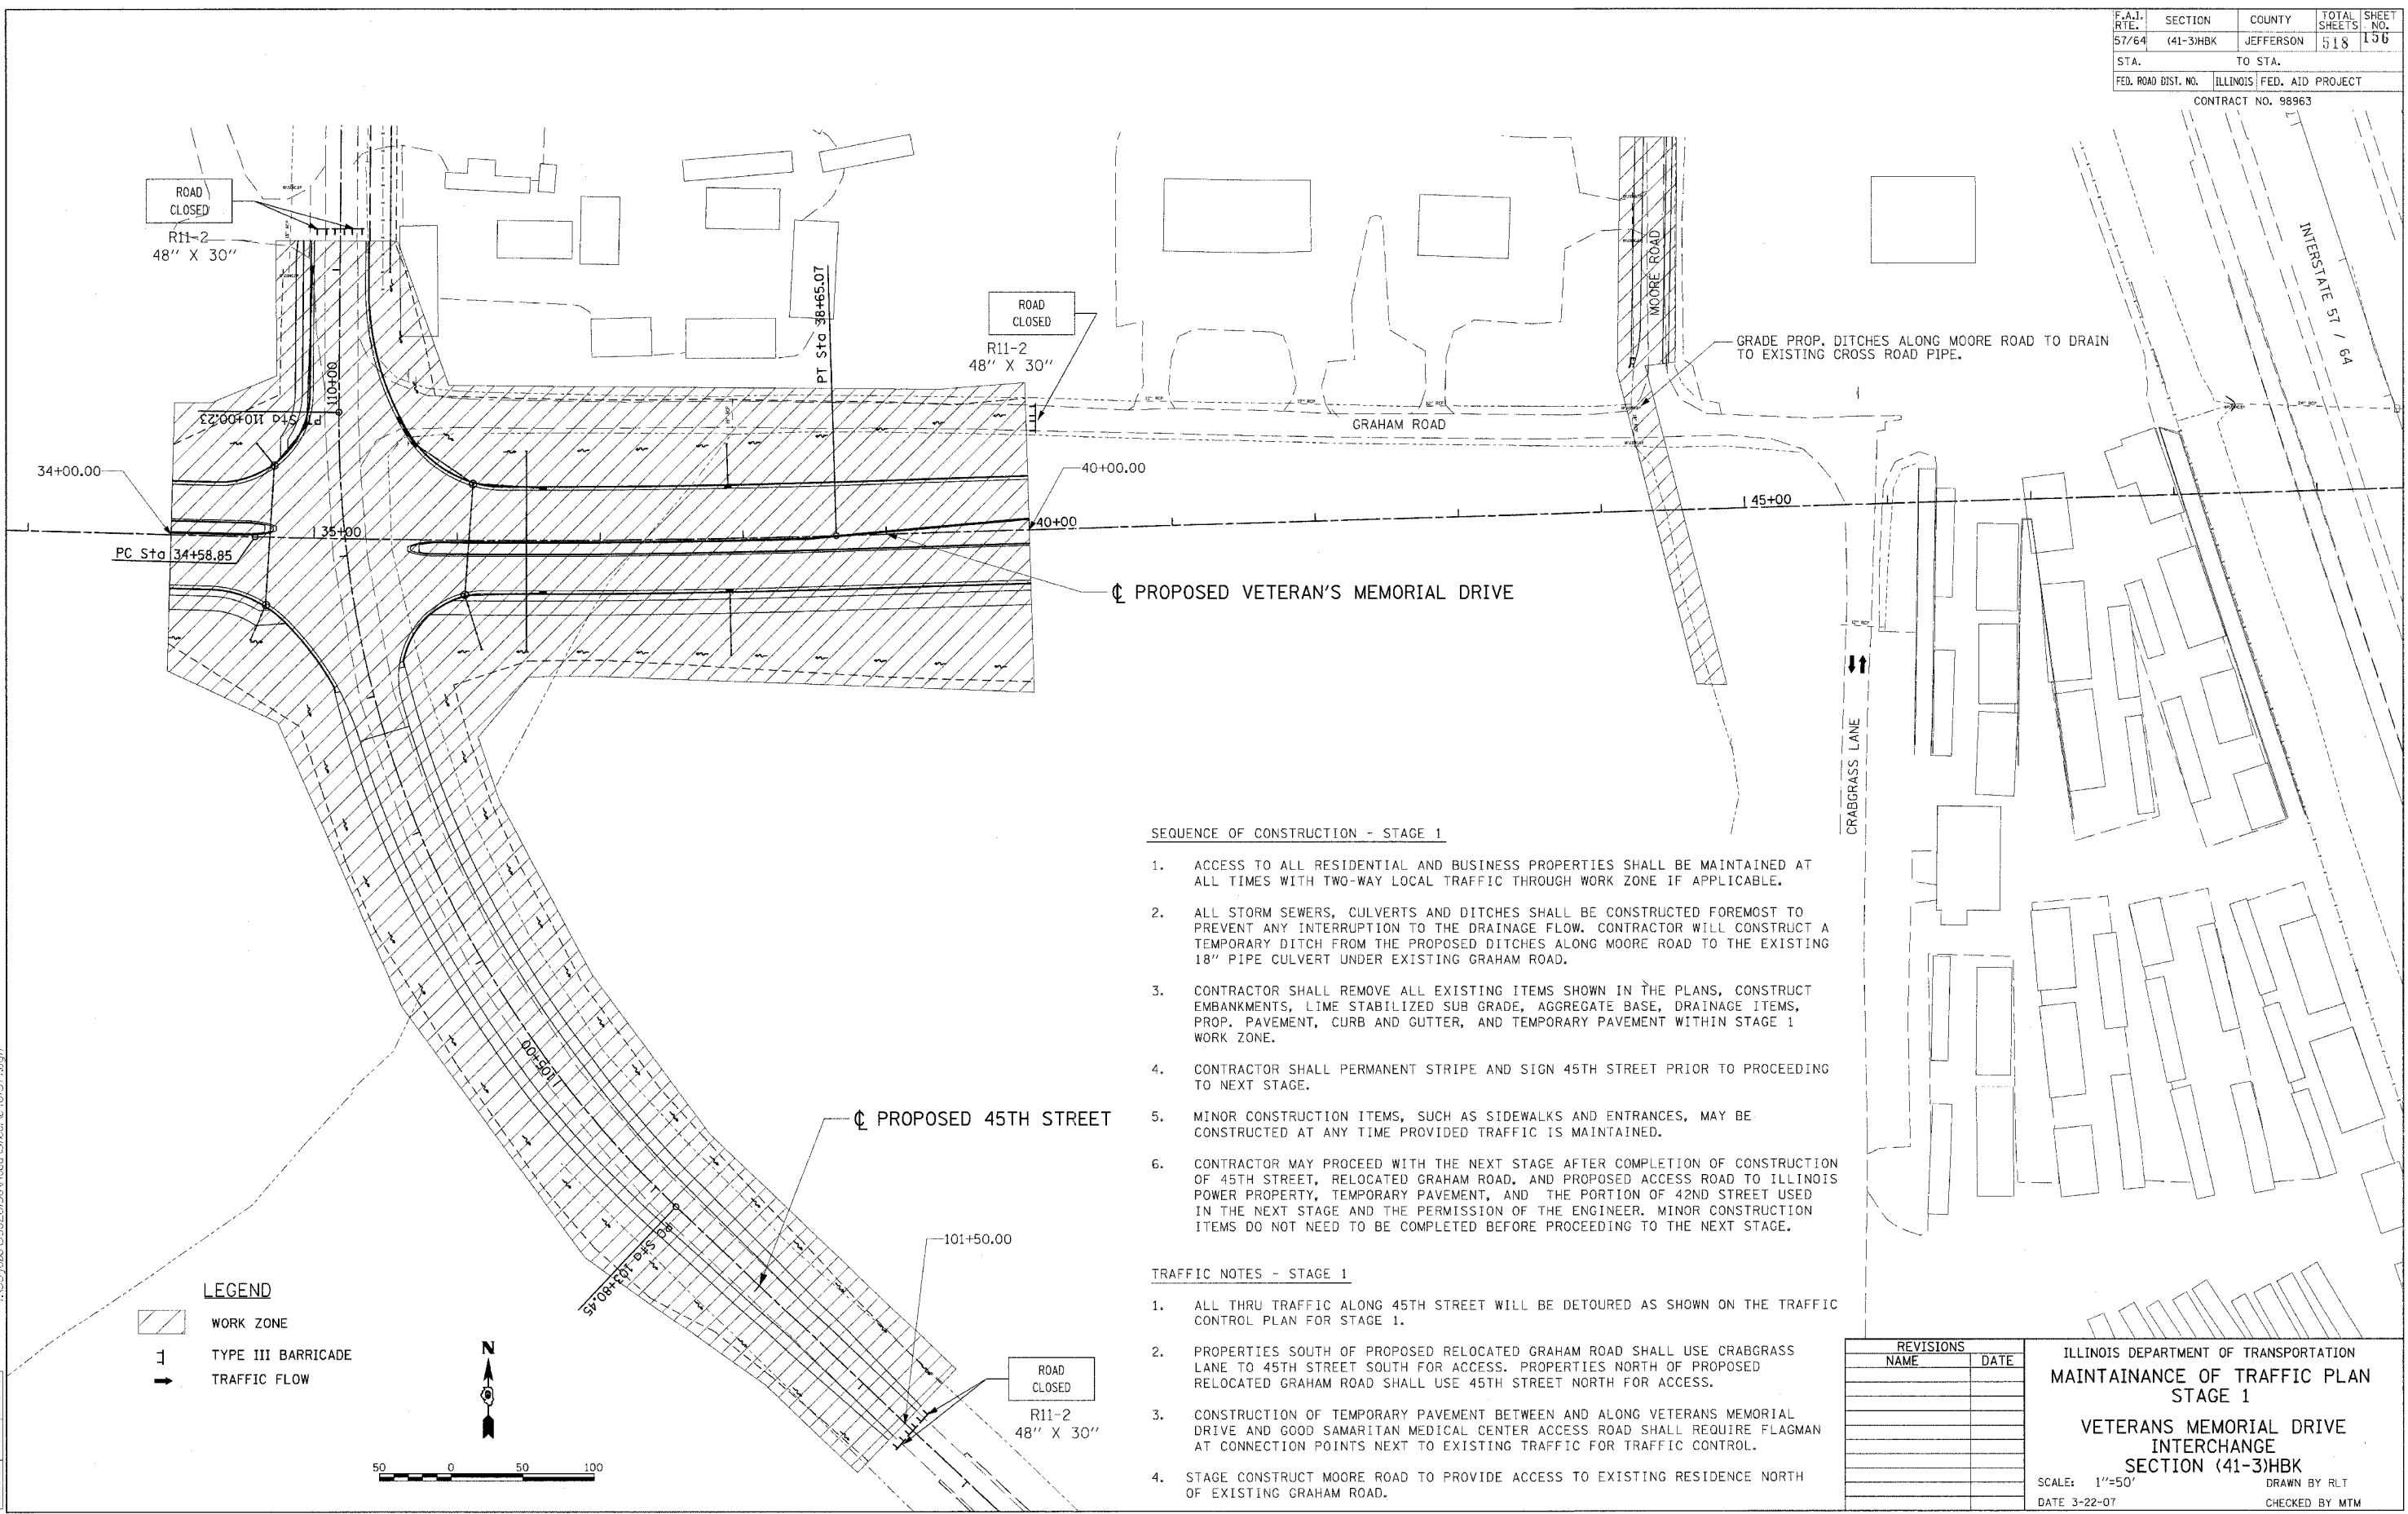 F.A.I. RTE. SECTION COUNTY TOTAL SHEETS SHEET NO.
57/64 (41-3)HBK JEFFERSON 518 156
STA. TO STA.
FED. ROAD DIST. NO. ILLINOIS FED. AID PROJECT
CONTRACT NO. 98963
ROAD
CLOSED
R11-2
48" X 30"
ROAD
CLOSED
R11-2
48" X 30"
PT Sta 38+65.07
MOORE ROAD
INTERSTATE 57 / 64
GRADE PROP. DITCHES ALONG MOORE ROAD TO DRAIN
TO EXISTING CROSS ROAD PIPE.
110+00
PT Sta 110+00.23
GRAHAM ROAD
34+00.00
40+00.00
45+00
40+00
35+00
PC Sta 34+58.85
℄ PROPOSED VETERAN'S MEMORIAL DRIVE
CRABGRASS LANE
SEQUENCE OF CONSTRUCTION - STAGE 1
1. ACCESS TO ALL RESIDENTIAL AND BUSINESS PROPERTIES SHALL BE MAINTAINED AT
ALL TIMES WITH TWO-WAY LOCAL TRAFFIC THROUGH WORK ZONE IF APPLICABLE.
2. ALL STORM SEWERS, CULVERTS AND DITCHES SHALL BE CONSTRUCTED FOREMOST TO
PREVENT ANY INTERRUPTION TO THE DRAINAGE FLOW. CONTRACTOR WILL CONSTRUCT A
TEMPORARY DITCH FROM THE PROPOSED DITCHES ALONG MOORE ROAD TO THE EXISTING
18" PIPE CULVERT UNDER EXISTING GRAHAM ROAD.
3. CONTRACTOR SHALL REMOVE ALL EXISTING ITEMS SHOWN IN THE PLANS, CONSTRUCT
EMBANKMENTS, LIME STABILIZED SUB GRADE, AGGREGATE BASE, DRAINAGE ITEMS,
PROP. PAVEMENT, CURB AND GUTTER, AND TEMPORARY PAVEMENT WITHIN STAGE 1
WORK ZONE.
4. CONTRACTOR SHALL PERMANENT STRIPE AND SIGN 45TH STREET PRIOR TO PROCEEDING
TO NEXT STAGE.
5. MINOR CONSTRUCTION ITEMS, SUCH AS SIDEWALKS AND ENTRANCES, MAY BE
CONSTRUCTED AT ANY TIME PROVIDED TRAFFIC IS MAINTAINED.
6. CONTRACTOR MAY PROCEED WITH THE NEXT STAGE AFTER COMPLETION OF CONSTRUCTION
OF 45TH STREET, RELOCATED GRAHAM ROAD, AND PROPOSED ACCESS ROAD TO ILLINOIS
POWER PROPERTY, TEMPORARY PAVEMENT, AND THE PORTION OF 42ND STREET USED
IN THE NEXT STAGE AND THE PERMISSION OF THE ENGINEER. MINOR CONSTRUCTION
ITEMS DO NOT NEED TO BE COMPLETED BEFORE PROCEEDING TO THE NEXT STAGE.
105+00
℄ PROPOSED 45TH STREET
PC Sta 103+80.45
101+50.00
ROAD
CLOSED
R11-2
48" X 30"
TRAFFIC NOTES - STAGE 1
1. ALL THRU TRAFFIC ALONG 45TH STREET WILL BE DETOURED AS SHOWN ON THE TRAFFIC
CONTROL PLAN FOR STAGE 1.
2. PROPERTIES SOUTH OF PROPOSED RELOCATED GRAHAM ROAD SHALL USE CRABGRASS
LANE TO 45TH STREET SOUTH FOR ACCESS. PROPERTIES NORTH OF PROPOSED
RELOCATED GRAHAM ROAD SHALL USE 45TH STREET NORTH FOR ACCESS.
3. CONSTRUCTION OF TEMPORARY PAVEMENT BETWEEN AND ALONG VETERANS MEMORIAL
DRIVE AND GOOD SAMARITAN MEDICAL CENTER ACCESS ROAD SHALL REQUIRE FLAGMAN
AT CONNECTION POINTS NEXT TO EXISTING TRAFFIC FOR TRAFFIC CONTROL.
4. STAGE CONSTRUCT MOORE ROAD TO PROVIDE ACCESS TO EXISTING RESIDENCE NORTH
OF EXISTING GRAHAM ROAD.
LEGEND
WORK ZONE
TYPE III BARRICADE
TRAFFIC FLOW
N
50 0 50 100
REVISIONS
NAME DATE
ILLINOIS DEPARTMENT OF TRANSPORTATION
MAINTAINANCE OF TRAFFIC PLAN
STAGE 1
VETERANS MEMORIAL DRIVE
INTERCHANGE
SECTION (41-3)HBK
SCALE: 1"=50' DRAWN BY RLT
DATE 3-22-07 CHECKED BY MTM